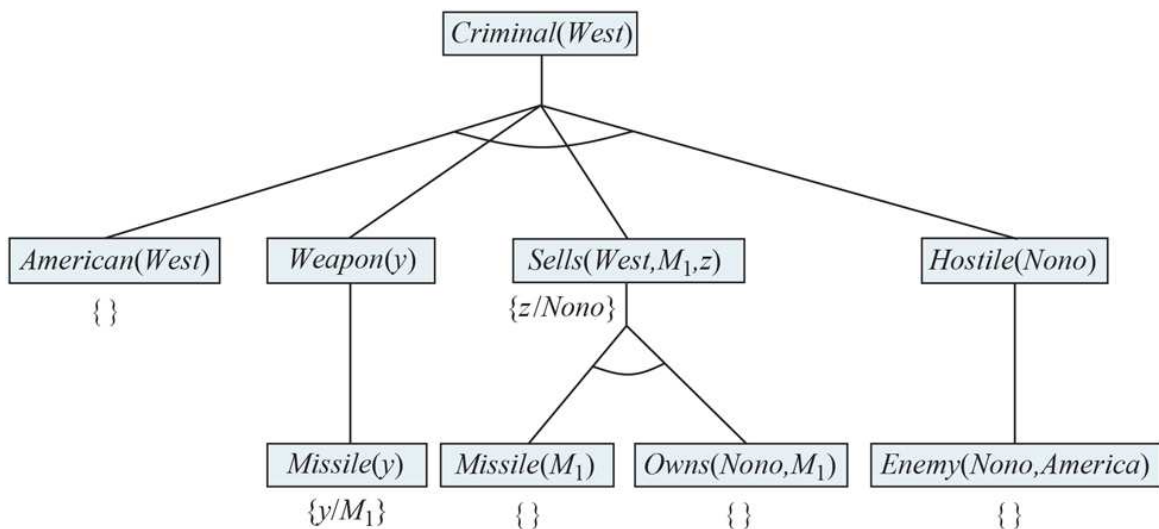 Criminal(West)
American(West)
Weapon(y)
Sells(West,M₁,z)
Hostile(Nono)
{ }
{z/Nono}
Missile(y)
Missile(M₁)
Owns(Nono,M₁)
Enemy(Nono,America)
{y/M₁}
{ }
{ }
{ }